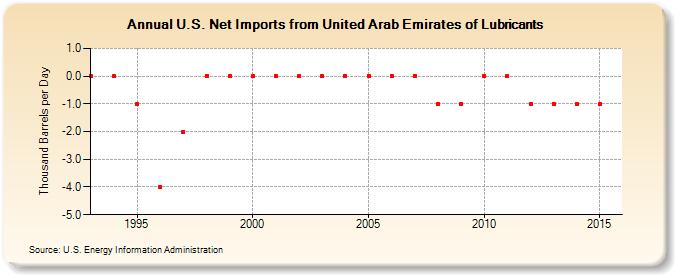 Annual U.S. Net Imports from United Arab Emirates of Lubricants
Thousand Barrels per Day
1.0
0.0
-1.0
-2.0
-3.0
-4.0
-5.0
1995 2000 2005 2010 2015
Source: U.S. Energy Information Administration